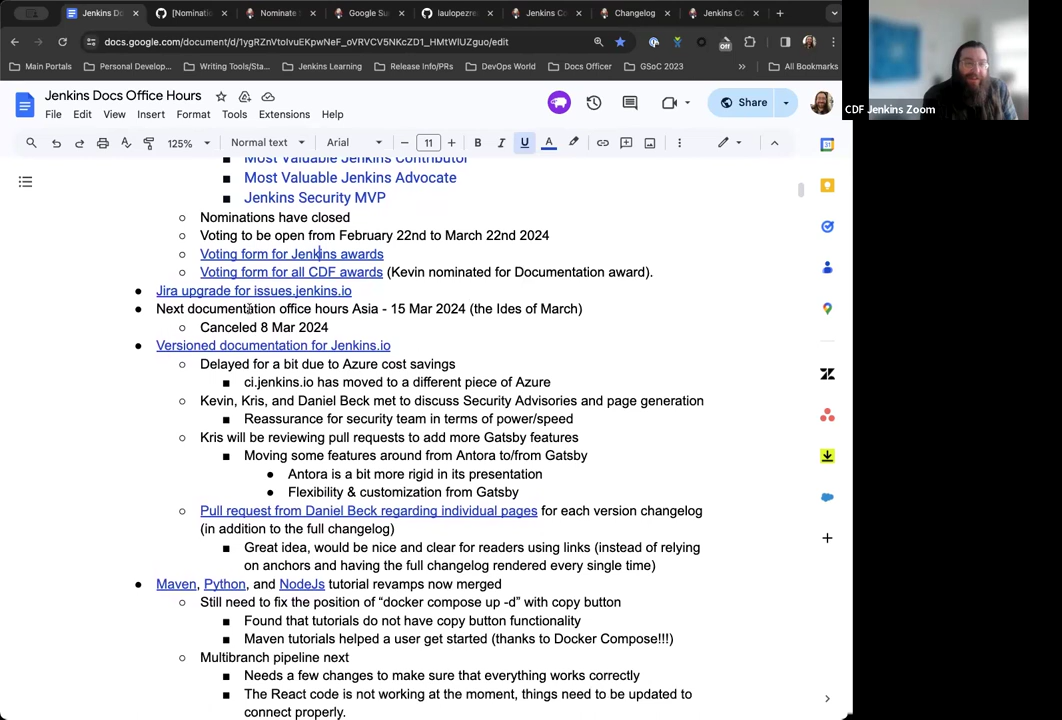 Jenkins D
[Nominatio
Nominate
Google Su
laulopezre
Jenkins Co
Changelog
Jenkins Co
docs.google.com/document/d/1ygRZnVtoIvuEKpwNeF_oVRVCV5NKcZD1_HMtWlUZguo/edit
Off
Main Portals
Personal Develop...
Writing Tools/Sta...
Jenkins Learning
Release Info/PRs
DevOps World
Docs Officer
GSoC 2023
»
All Bookmarks
CDF Jenkins Zoom
Jenkins Docs Office Hours
File Edit View Insert Format Tools Extensions Help
Share
125%
Normal text
Arial
11
B I U A
Most Valuable Jenkins Contributor
Most Valuable Jenkins Advocate
Jenkins Security MVP
Nominations have closed
Voting to be open from February 22nd to March 22nd 2024
Voting form for Jenkins awards
Voting form for all CDF awards (Kevin nominated for Documentation award).
Jira upgrade for issues.jenkins.io
Next documentation office hours Asia - 15 Mar 2024 (the Ides of March)
Canceled 8 Mar 2024
Versioned documentation for Jenkins.io
Delayed for a bit due to Azure cost savings
ci.jenkins.io has moved to a different piece of Azure
Kevin, Kris, and Daniel Beck met to discuss Security Advisories and page generation
Reassurance for security team in terms of power/speed
Kris will be reviewing pull requests to add more Gatsby features
Moving some features around from Antora to/from Gatsby
Antora is a bit more rigid in its presentation
Flexibility & customization from Gatsby
Pull request from Daniel Beck regarding individual pages for each version changelog
(in addition to the full changelog)
Great idea, would be nice and clear for readers using links (instead of relying
on anchors and having the full changelog rendered every single time)
Maven, Python, and NodeJs tutorial revamps now merged
Still need to fix the position of “docker compose up -d” with copy button
Found that tutorials do not have copy button functionality
Maven tutorials helped a user get started (thanks to Docker Compose!!!)
Multibranch pipeline next
Needs a few changes to make sure that everything works correctly
The React code is not working at the moment, things need to be updated to
connect properly.